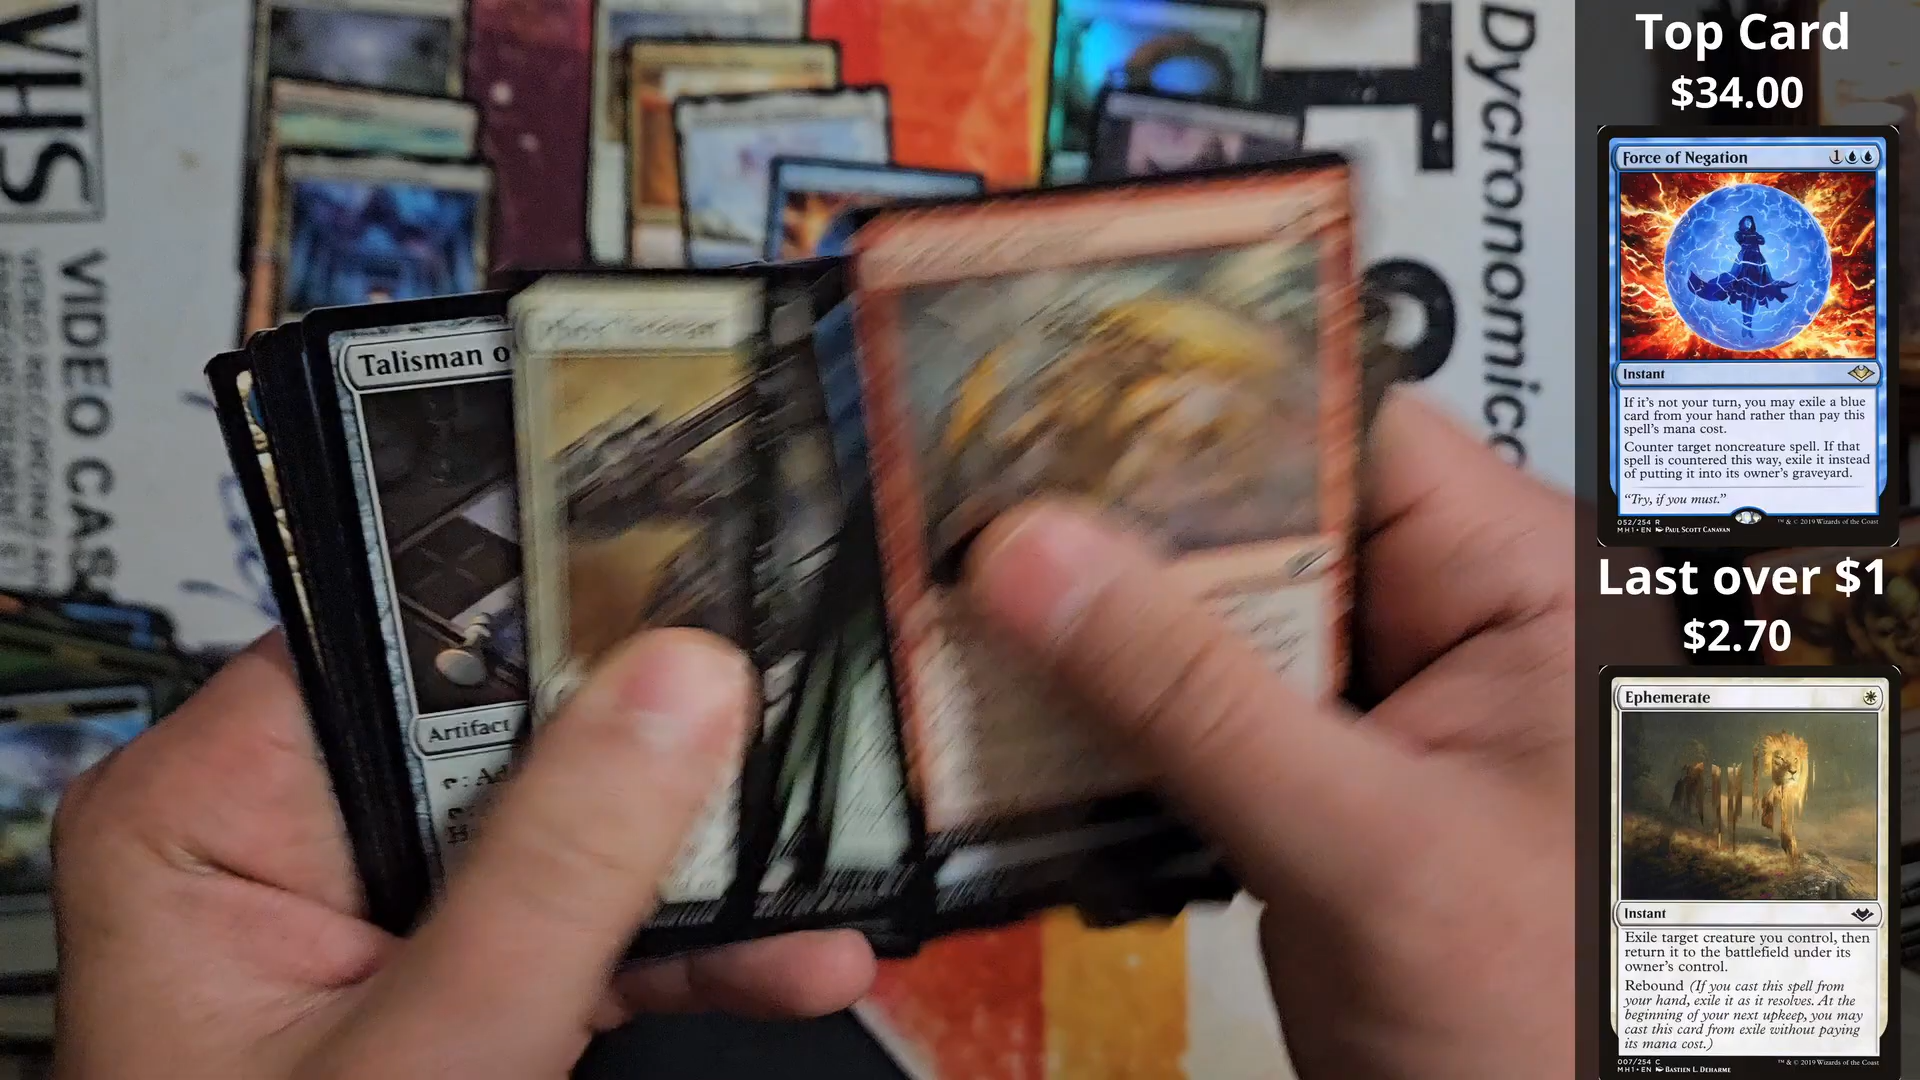 VHS
VIDEO CAS
Dycronomico
T
Talisman o
Artifact
Top Card
$34.00
Force of Negation 1
Instant
If it's not your turn, you may exile a blue
card from your hand rather than pay this
spell's mana cost.
Counter target noncreature spell. If that
spell is countered this way, exile it instead
of putting it into its owner's graveyard.
"Try, if you must."
052/254 R
MH1 • EN PAUL SCOTT CANAVAN
™ & © 2019 Wizards of the Coast
Last over $1
$2.70
Ephemerate
Instant
Exile target creature you control, then
return it to the battlefield under its
owner's control.
Rebound (If you cast this spell from
your hand, exile it as it resolves. At the
beginning of your next upkeep, you may
cast this card from exile without paying
its mana cost.)
007/254 C
MH1 • EN BASTIEN L. DEHARME
™ & © 2019 Wizards of the Coast